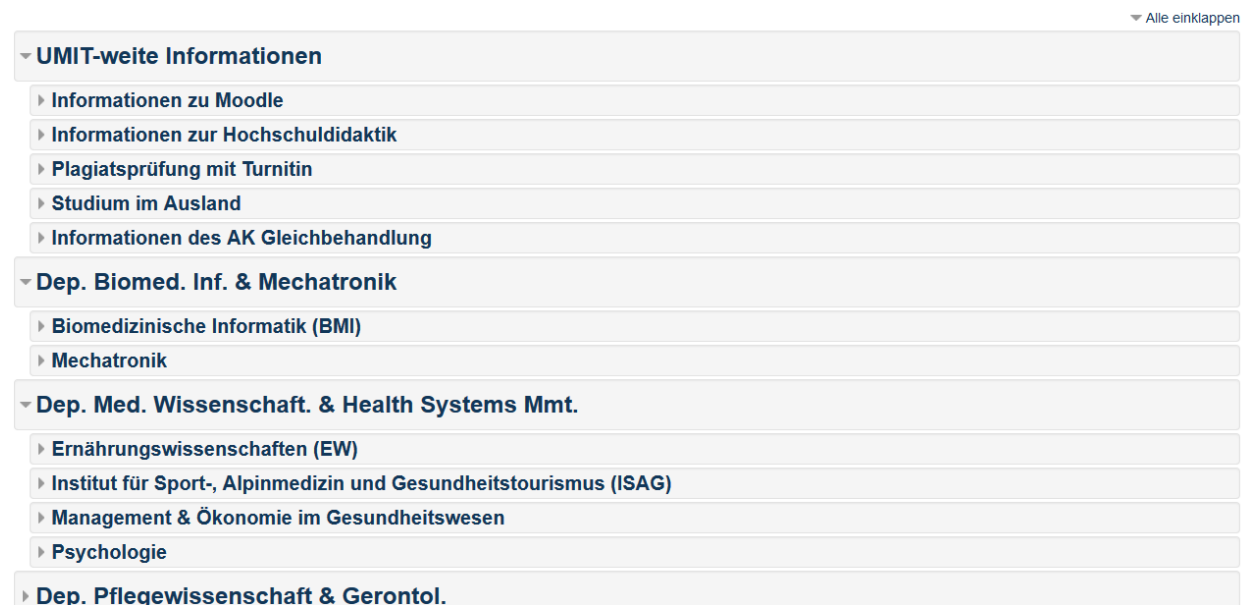 Alle einklappen
UMIT-weite Informationen
Informationen zu Moodle
Informationen zur Hochschuldidaktik
Plagiatsprüfung mit Turnitin
Studium im Ausland
Informationen des AK Gleichbehandlung
Dep. Biomed. Inf. & Mechatronik
Biomedizinische Informatik (BMI)
Mechatronik
Dep. Med. Wissenschaft. & Health Systems Mmt.
Ernährungswissenschaften (EW)
Institut für Sport-, Alpinmedizin und Gesundheitstourismus (ISAG)
Management & Ökonomie im Gesundheitswesen
Psychologie
Dep. Pflegewissenschaft & Gerontol.